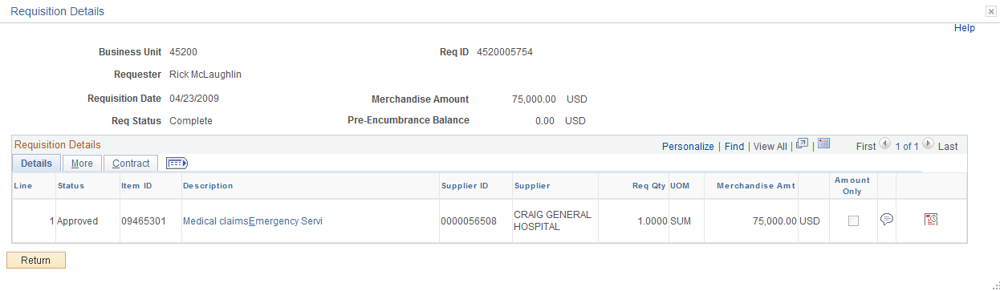 Requisition Details
Help
Business Unit 45200 Req ID 4520005754
Requester Rick McLaughlin
Requisition Date 04/23/2009 Merchandise Amount 75,000.00 USD
Req Status Complete Pre-Encumbrance Balance 0.00 USD
Requisition Details Personalize | Find | View All | | First 1 of 1 Last
Details More Contract
Line Status Item ID Description Supplier ID Supplier Req Qty UOM Merchandise Amt Amount Only
1 Approved 09465301 Medical claimsEmergency Servi 0000056508 CRAIG GENERAL HOSPITAL 1.0000 SUM 75,000.00 USD
Return